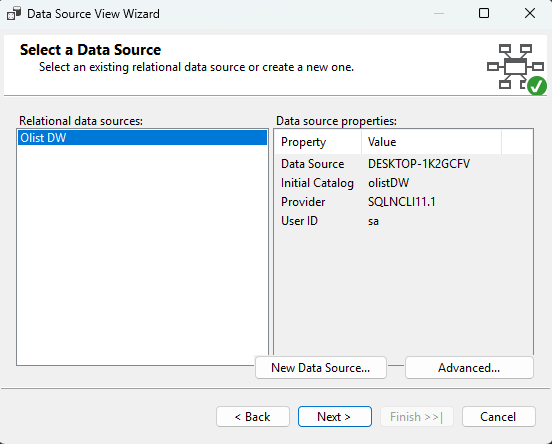 Data Source View Wizard
Select a Data Source
Select an existing relational data source or create a new one.
Relational data sources:
Olist DW
Data source properties:
Property Value
Data Source DESKTOP-1K2GCFV
Initial Catalog olistDW
Provider SQLNCLI11.1
User ID sa
New Data Source... Advanced...
< Back Next > Finish >>| Cancel